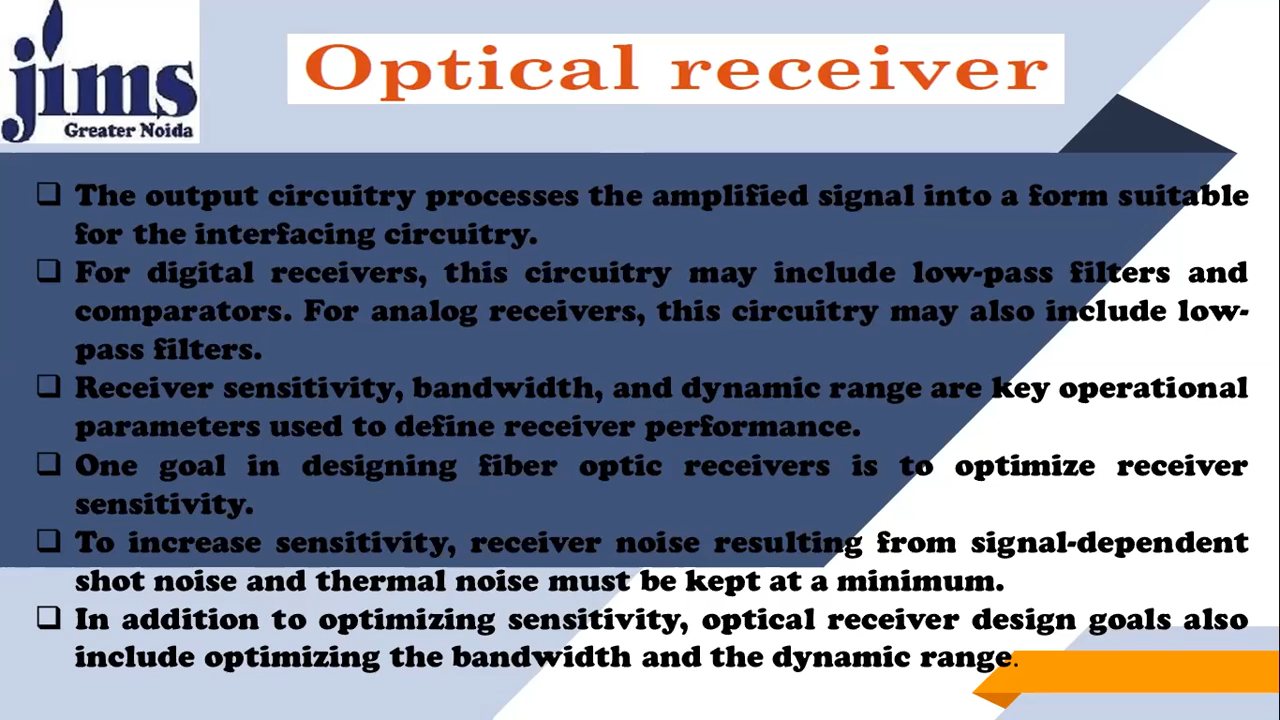 jims
Greater Noida
Optical receiver
❑ The output circuitry processes the amplified signal into a form suitable
for the interfacing circuitry.
❑ For digital receivers, this circuitry may include low-pass filters and
comparators. For analog receivers, this circuitry may also include low-
pass filters.
❑ Receiver sensitivity, bandwidth, and dynamic range are key operational
parameters used to define receiver performance.
❑ One goal in designing fiber optic receivers is to optimize receiver
sensitivity.
❑ To increase sensitivity, receiver noise resulting from signal-dependent
shot noise and thermal noise must be kept at a minimum.
❑ In addition to optimizing sensitivity, optical receiver design goals also
include optimizing the bandwidth and the dynamic range.